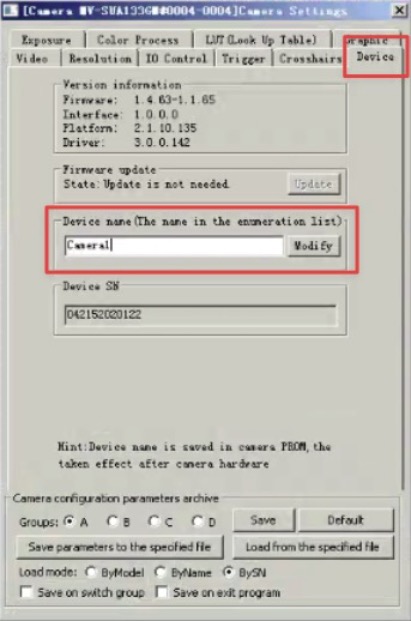 [Camera MV-SUA133GM#0004-0004]Camera Settings
Exposure Color Process LUT(Look Up Table) Graphic
Video Resolution IO Control Trigger Crosshairs Device
Version information
Firmware: 1.4.63-1.1.65
Interface: 1.0.0.0
Platform: 2.1.10.135
Driver: 3.0.0.142
Firmware update
State:Update is not needed. Update
Device name(The name in the enumeration list)
Camera1 Modify
Device SN
042152020122
Hint:Device name is saved in camera PROM, the
taken effect after camera hardware
Camera configuration parameters archive
Groups: A B C D Save Default
Save parameters to the specified file Load from the specified file
Load mode: ByModel ByName BySN
Save on switch group Save on exit program